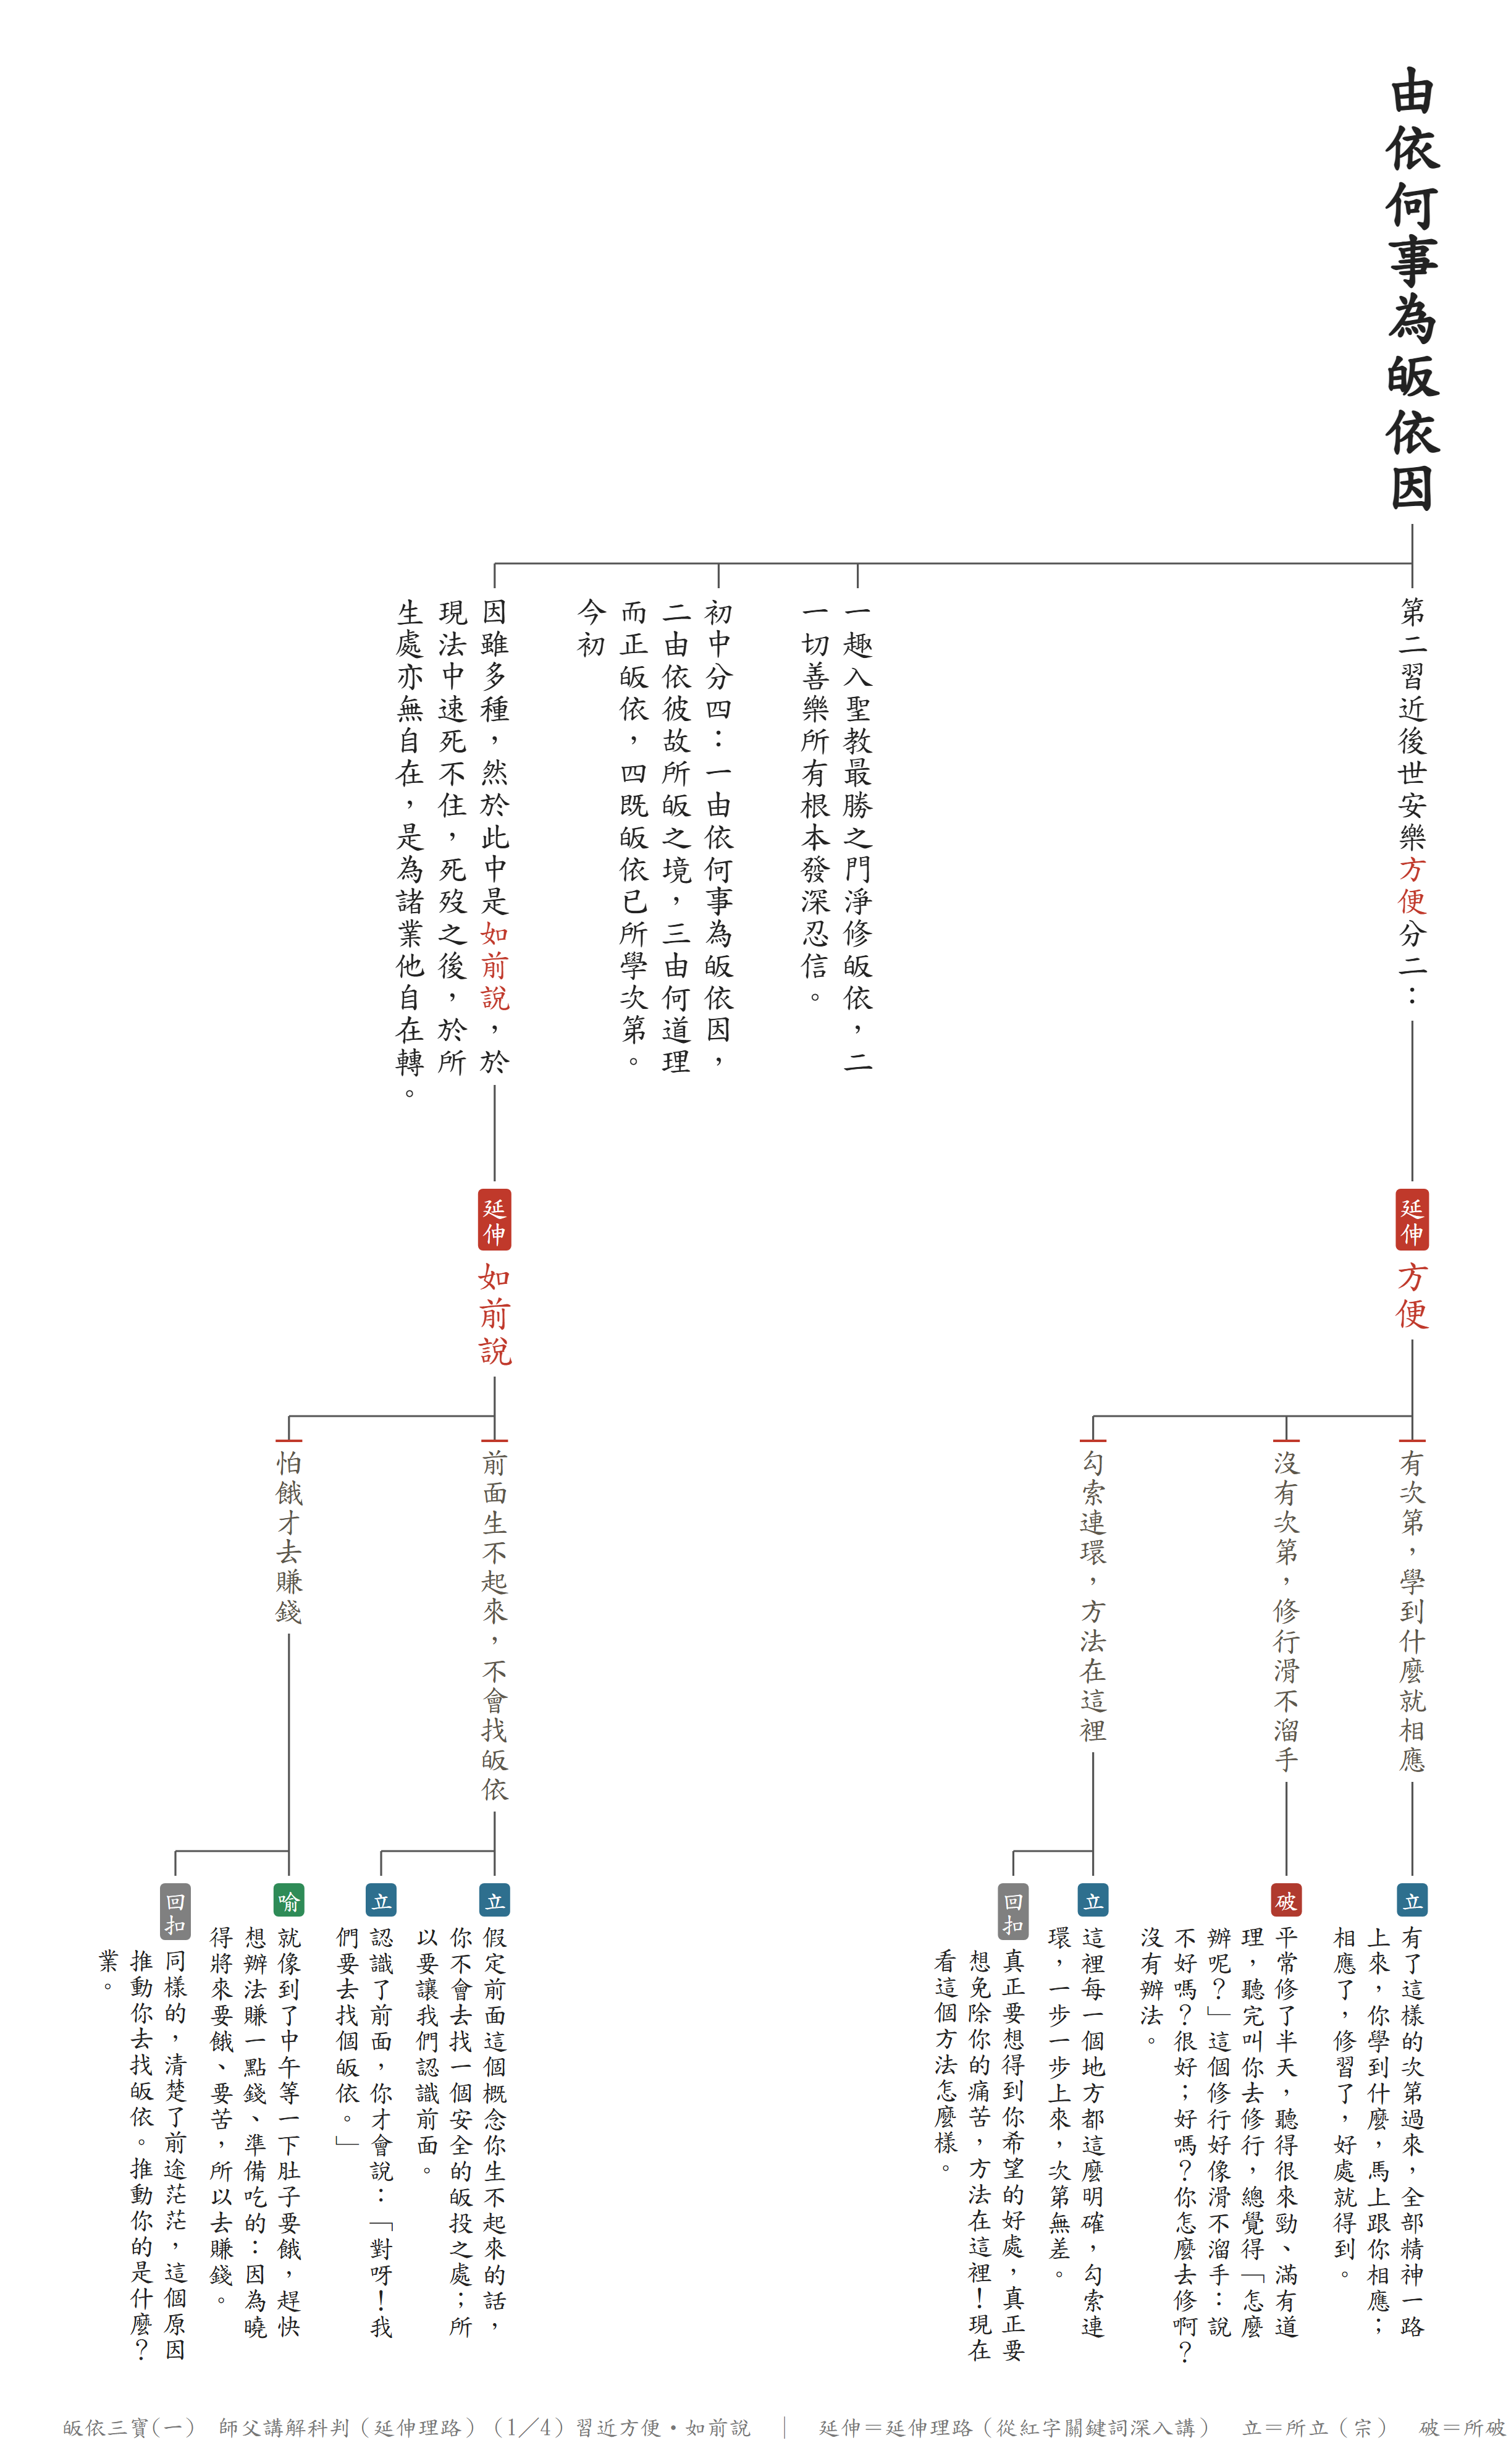 由依何事為皈依因
第二習近後世安樂方便分二：
一趣入聖教最勝之門淨修皈依，二
一切善樂所有根本發深忍信。
初中分四：一由依何事為皈依因，
二由依彼故所皈之境，三由何道理
而正皈依，四既皈依已所學次第。
今初
因雖多種，然於此中是如前說，於
現法中速死不住，死歿之後，於所
生處亦無自在，是為諸業他自在轉。
延伸
方便
有次第，學到什麼就相應
立
有了這樣的次第過來，全部精神一路
上來，你學到什麼，馬上跟你相應；
相應了，修習了，好處就得到。
沒有次第，修行滑不溜手
破
平常修了半天，聽得很來勁、滿有道
理，聽完叫你去修行，總覺得「怎麼
辦呢？」這個修行好像滑不溜手：說
不好嗎？很好；好嗎？你怎麼去修啊？
沒有辦法。
勾索連環，方法在這裡
立
這裡每一個地方都這麼明確，勾索連
環，一步一步上來，次第無差。
回扣
真正要想得到你希望的好處，真正要
想免除你的痛苦，方法在這裡！現在
看這個方法怎麼樣。
延伸
如前說
前面生不起來，不會找皈依
立
假定前面這個概念你生不起來的話，
你不會去找一個安全的皈投之處；所
以要讓我們認識前面。
立
認識了前面，你才會說：「對呀！我
們要去找個皈依。」
怕餓才去賺錢
喻
就像到了中午等一下肚子要餓，趕快
想辦法賺一點錢、準備吃的：因為曉
得將來要餓、要苦，所以去賺錢。
回扣
同樣的，清楚了前途茫茫，這個原因
推動你去找皈依。推動你的是什麼？
業。
皈依三寶(一)　師父講解科判（延伸理路）（1／4）習近方便・如前說　｜　延伸＝延伸理路（從紅字關鍵詞深入講）　立＝所立（宗）　破＝所破